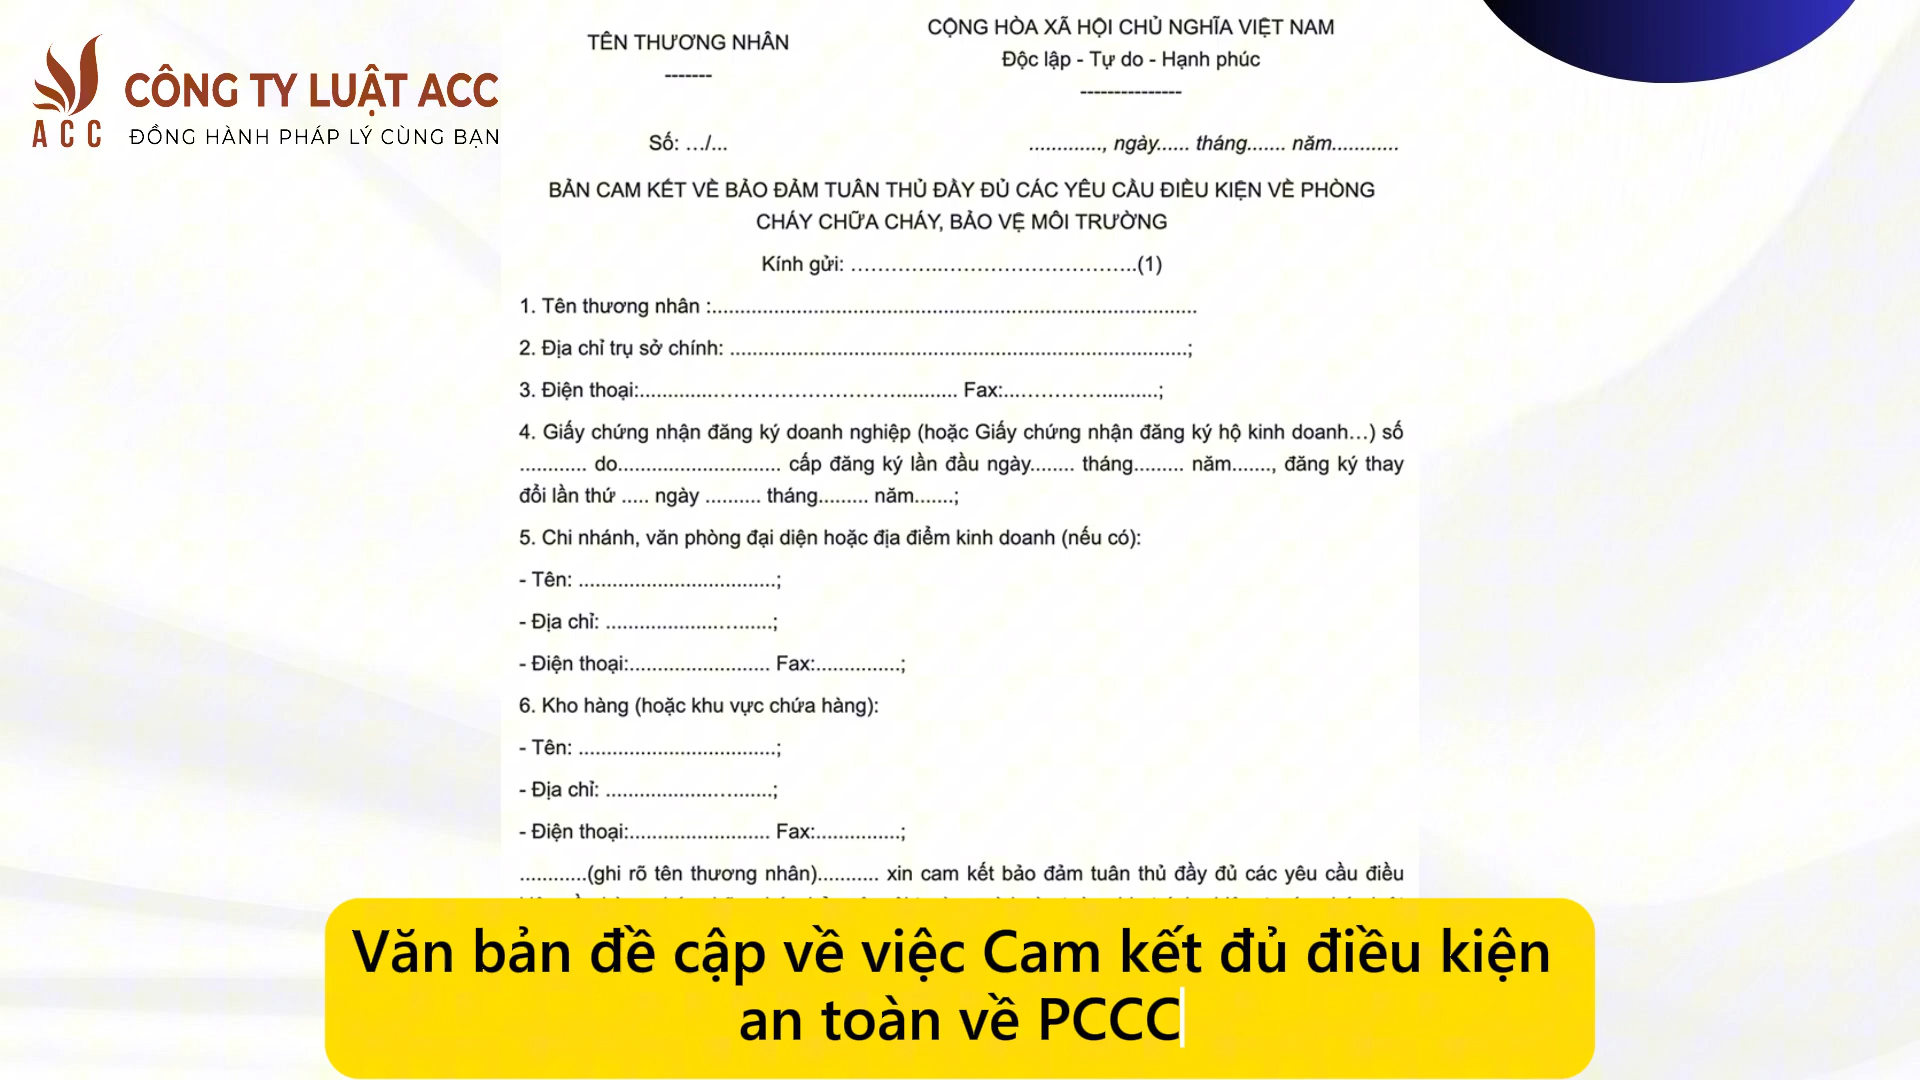 CÔNG TY LUẬT ACC
ACC
ĐỒNG HÀNH PHÁP LÝ CÙNG BẠN
TÊN THƯƠNG NHÂN
-------
CỘNG HÒA XÃ HỘI CHỦ NGHĨA VIỆT NAM
Độc lập - Tự do - Hạnh phúc
---------------
Số: …/...
............., ngày...... tháng....... năm............
BẢN CAM KẾT VỀ BẢO ĐẢM TUÂN THỦ ĐẦY ĐỦ CÁC YÊU CẦU ĐIỀU KIỆN VỀ PHÒNG
CHÁY CHỮA CHÁY, BẢO VỆ MÔI TRƯỜNG
Kính gửi: …………..…………………………….(1)
1. Tên thương nhân :......................................................................................
2. Địa chỉ trụ sở chính: .................................................................................;
3. Điện thoại:.............…………………………........... Fax:...…………..........;
4. Giấy chứng nhận đăng ký doanh nghiệp (hoặc Giấy chứng nhận đăng ký hộ kinh doanh…) số
............ do............................. cấp đăng ký lần đầu ngày........ tháng......... năm......., đăng ký thay
đổi lần thứ ..... ngày .......... tháng......... năm.......;
5. Chi nhánh, văn phòng đại diện hoặc địa điểm kinh doanh (nếu có):
- Tên: ...................................;
- Địa chỉ: ....................…......;
- Điện thoại:......................... Fax:...............;
6. Kho hàng (hoặc khu vực chứa hàng):
- Tên: ...................................;
- Địa chỉ: ...................….......;
- Điện thoại:......................... Fax:...............;
............(ghi rõ tên thương nhân)........... xin cam kết bảo đảm tuân thủ đầy đủ các yêu cầu điều
Văn bản đề cập về việc Cam kết đủ điều kiện
an toàn về PCCC